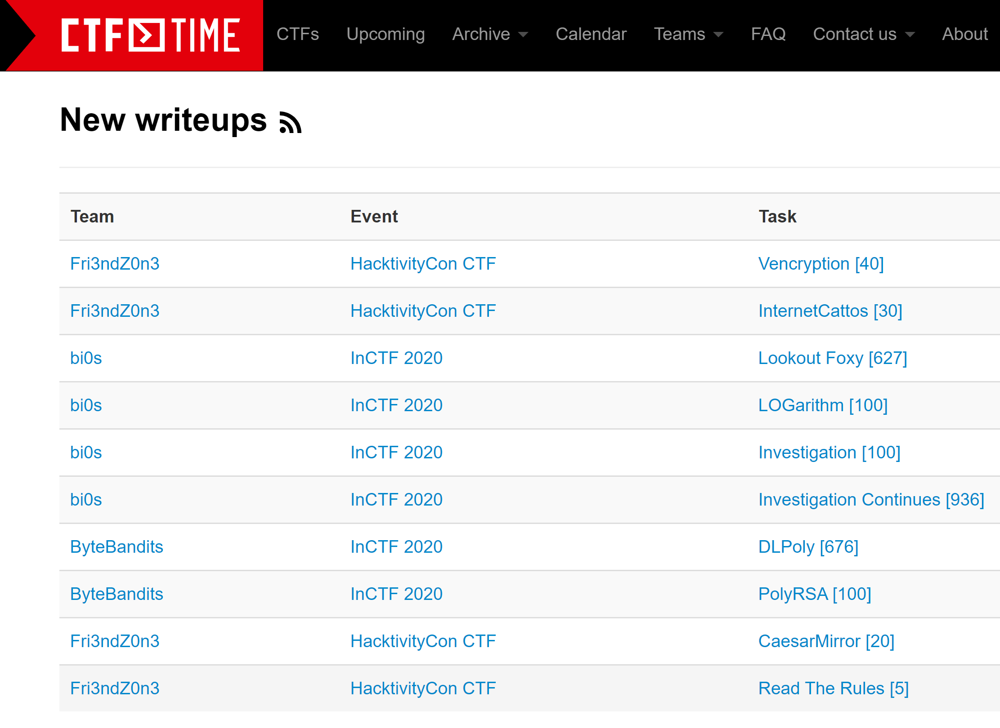 CTF TIME CTFs Upcoming Archive Calendar Teams FAQ Contact us About
New writeups
Team Event Task
Fri3ndZ0n3 HacktivityCon CTF Vencryption [40]
Fri3ndZ0n3 HacktivityCon CTF InternetCattos [30]
bi0s InCTF 2020 Lookout Foxy [627]
bi0s InCTF 2020 LOGarithm [100]
bi0s InCTF 2020 Investigation [100]
bi0s InCTF 2020 Investigation Continues [936]
ByteBandits InCTF 2020 DLPoly [676]
ByteBandits InCTF 2020 PolyRSA [100]
Fri3ndZ0n3 HacktivityCon CTF CaesarMirror [20]
Fri3ndZ0n3 HacktivityCon CTF Read The Rules [5]